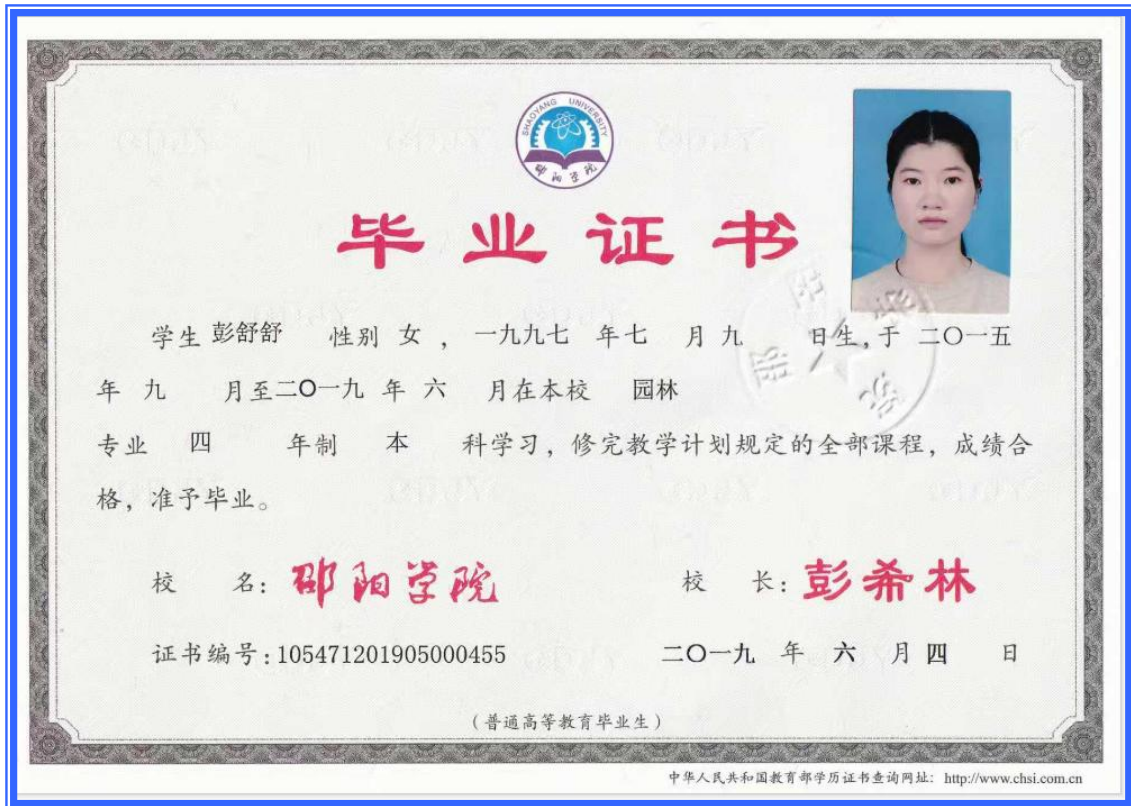 SHAOYANG UNIVERSITY
邵阳学院
毕业证书
学生 彭舒舒 性别 女 , 一九九七 年 七 月 九 日生,于 二〇一五
年 九 月至二〇一九 年 六 月在本校 园林
专业 四 年制 本 科学习，修完教学计划规定的全部课程，成绩合
格，准予毕业。
校 名：邵阳学院 校 长：彭希林
证书编号:105471201905000455 二〇一九 年 六 月 四 日
（普通高等教育毕业生）
中华人民共和国教育部学历证书查询网址：http://www.chsi.com.cn